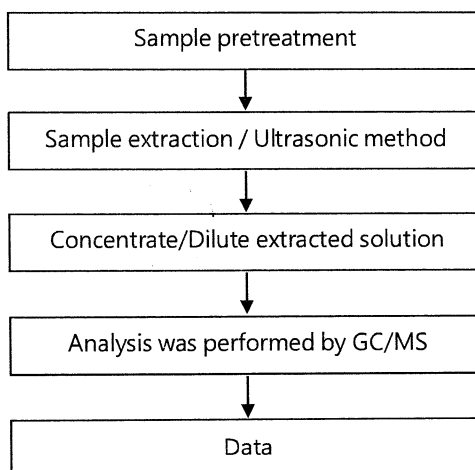 Sample pretreatment
Sample extraction / Ultrasonic method
Concentrate/Dilute extracted solution
Analysis was performed by GC/MS
Data